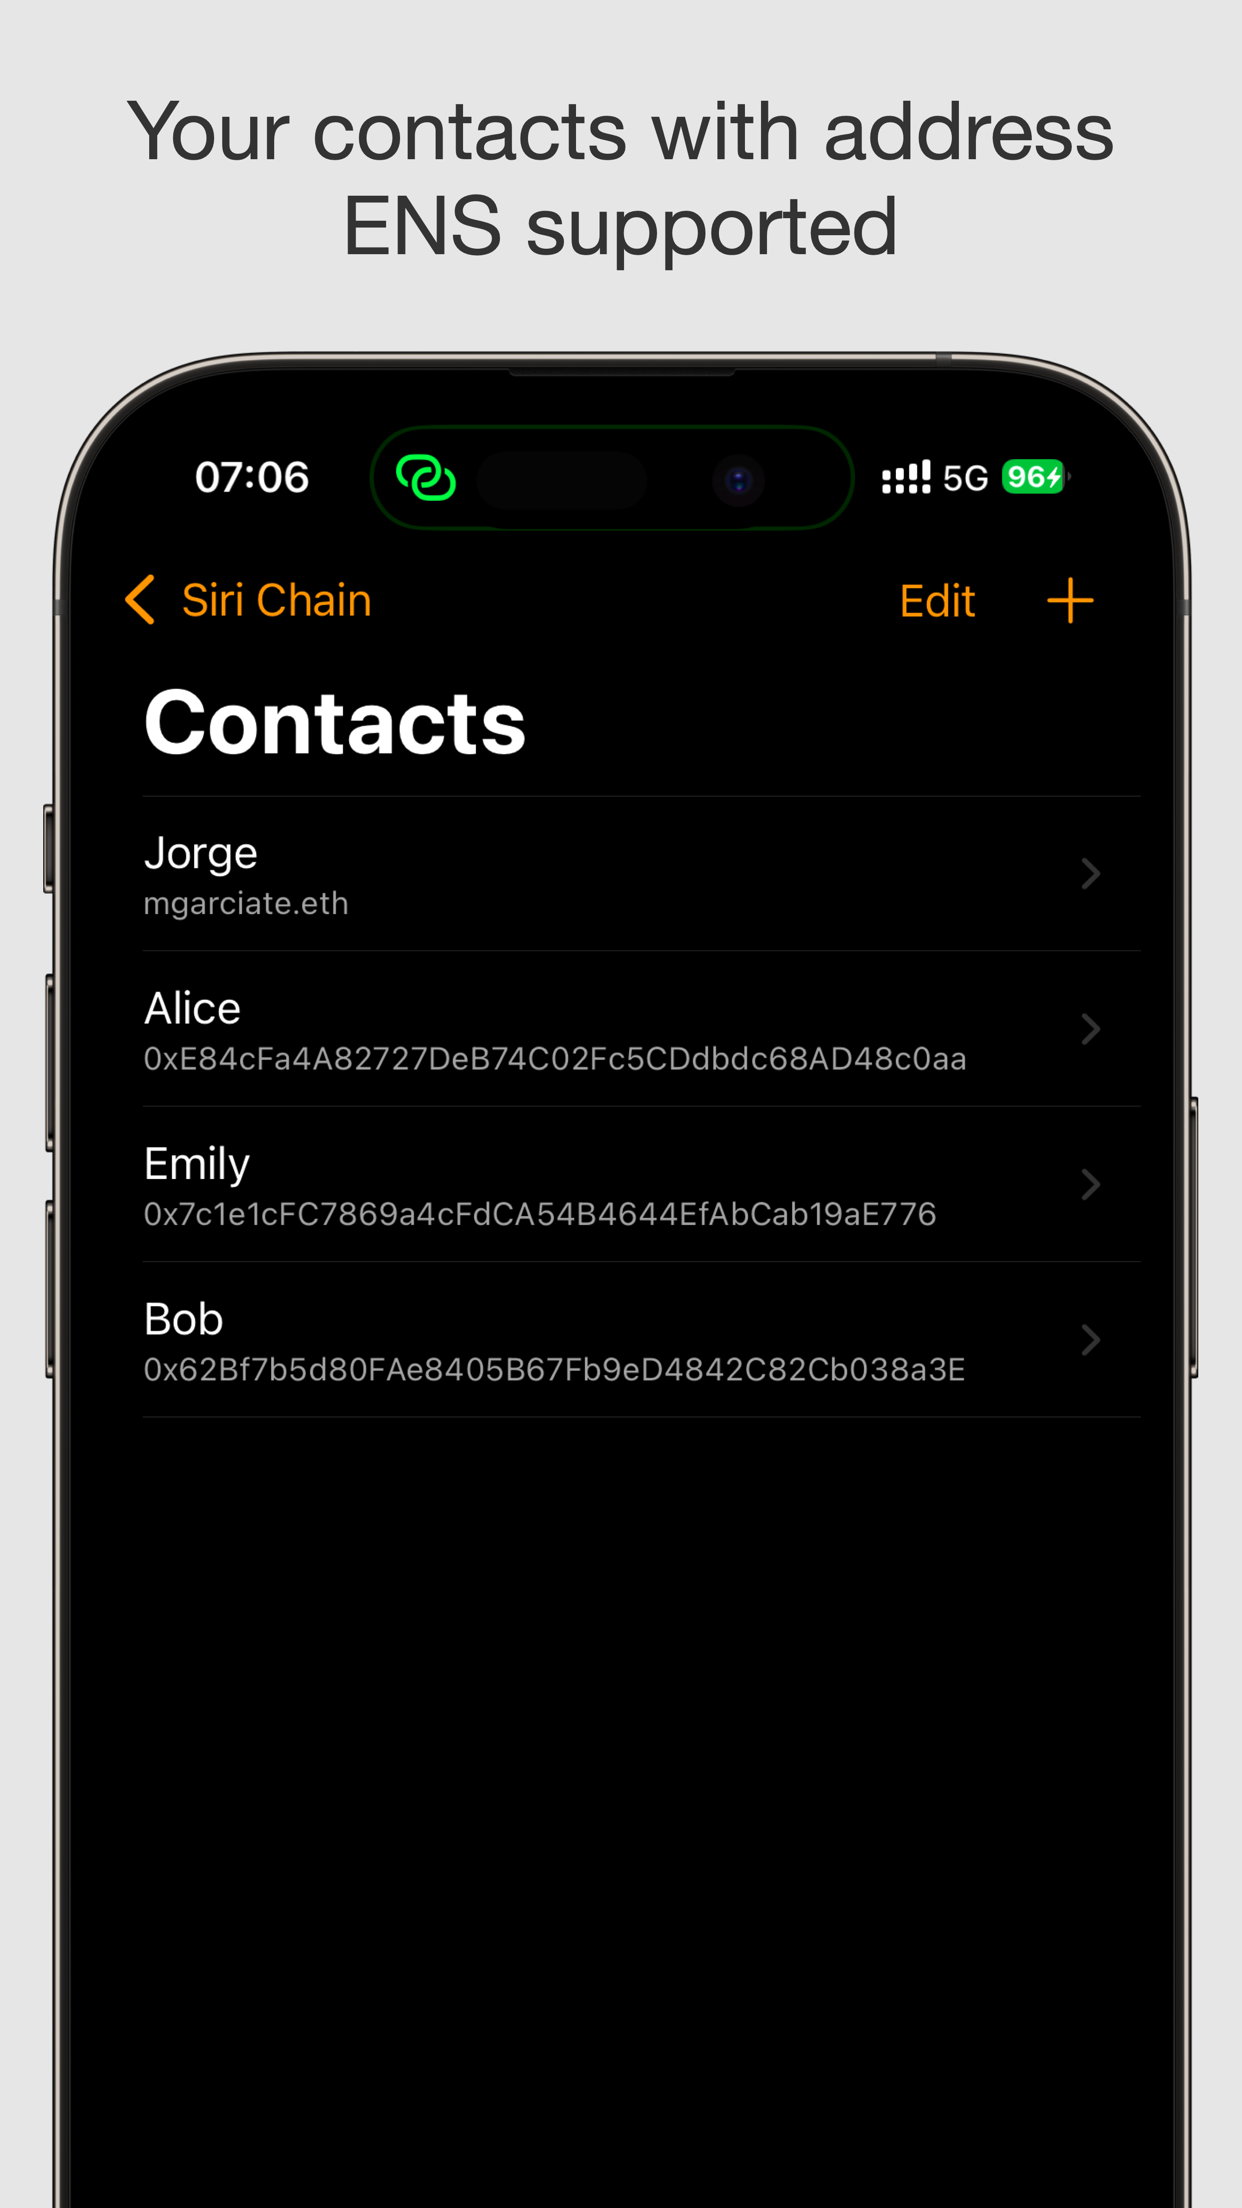 Your contacts with address
ENS supported
07:06
5G
96
Siri Chain
Edit
Contacts
Jorge
mgarciate.eth
Alice
0xE84cFa4A82727DeB74C02Fc5CDdbdc68AD48c0aa
Emily
0x7c1e1cFC7869a4cFdCA54B4644EfAbCab19aE776
Bob
0x62Bf7b5d80FAe8405B67Fb9eD4842C82Cb038a3E